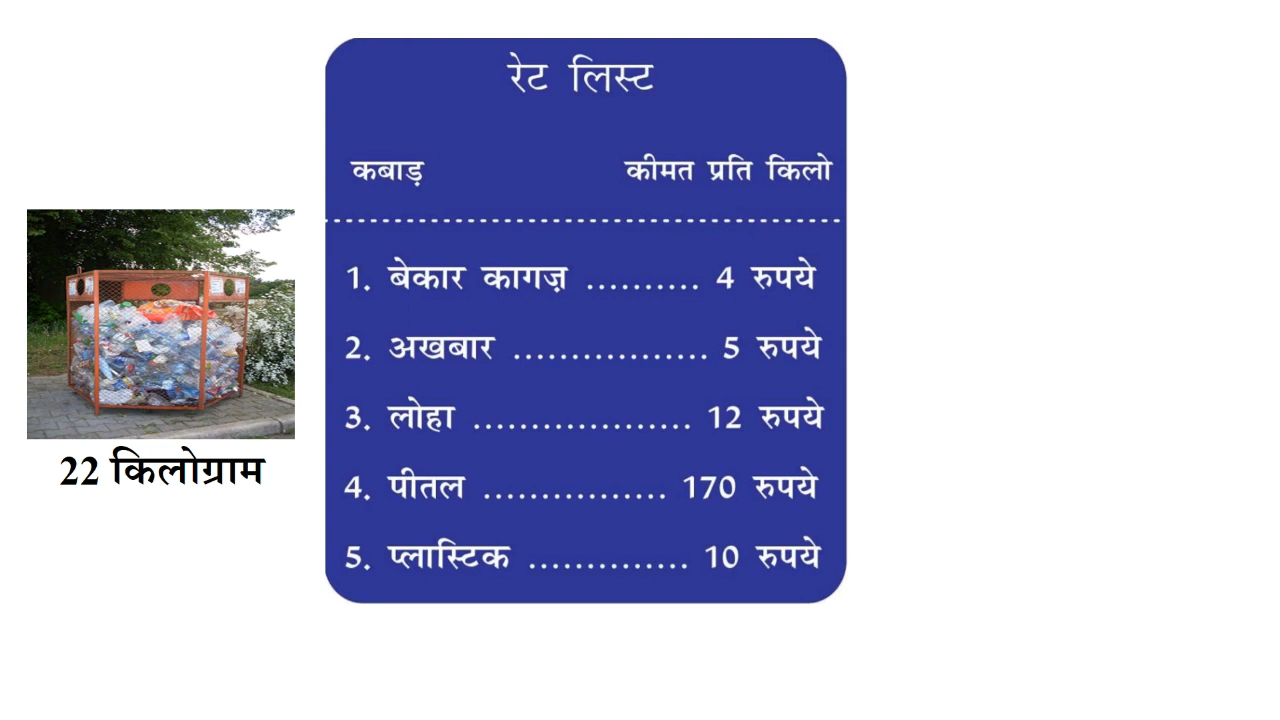 रेट लिस्ट
कबाड़ कीमत प्रति किलो
1. बेकार कागज़ .......... 4 रुपये
2. अखबार ................. 5 रुपये
3. लोहा ................... 12 रुपये
4. पीतल ................ 170 रुपये
5. प्लास्टिक .............. 10 रुपये
22 किलोग्राम